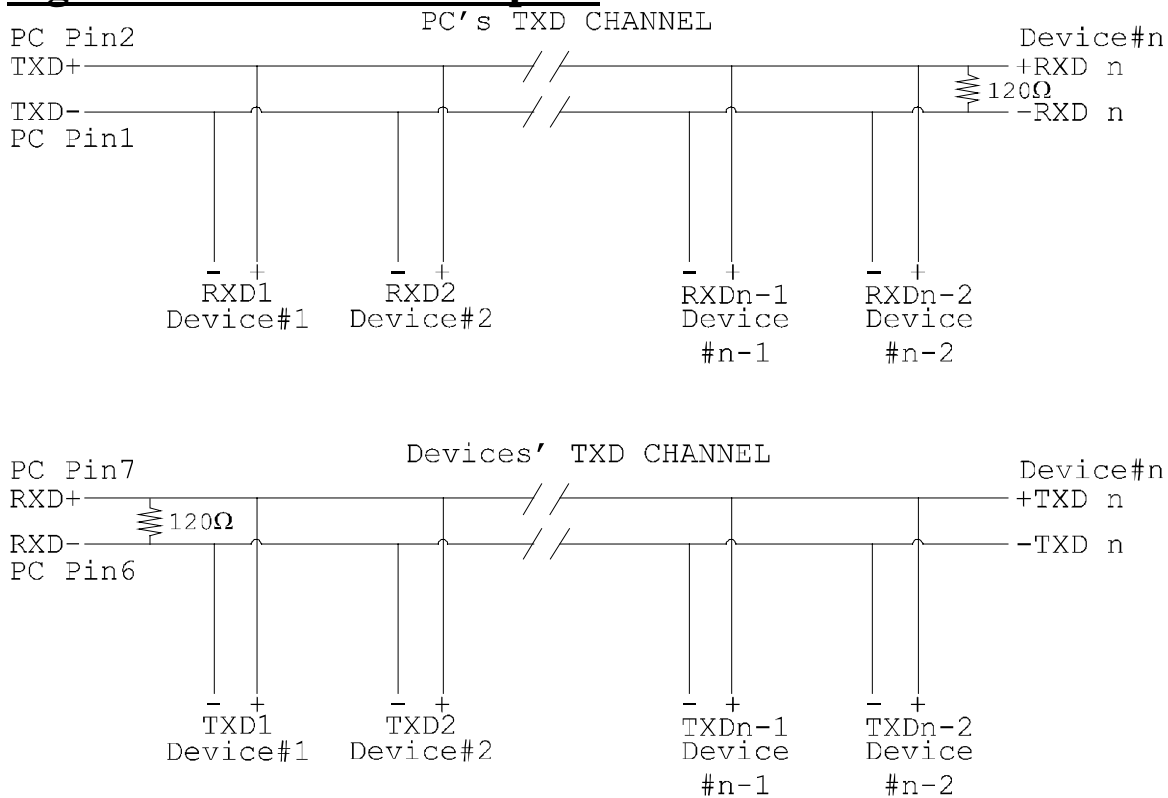 PC's TXD CHANNEL
PC Pin2
Device#n
TXD+
+RXD n
120Ω
TXD-
-RXD n
PC Pin1
- + - + - + - +
RXD1 RXD2 RXDn-1 RXDn-2
Device#1 Device#2 Device Device
#n-1 #n-2
Devices' TXD CHANNEL
PC Pin7
Device#n
RXD+
+TXD n
120Ω
RXD-
-TXD n
PC Pin6
- + - + - + - +
TXD1 TXD2 TXDn-1 TXDn-2
Device#1 Device#2 Device Device
#n-1 #n-2